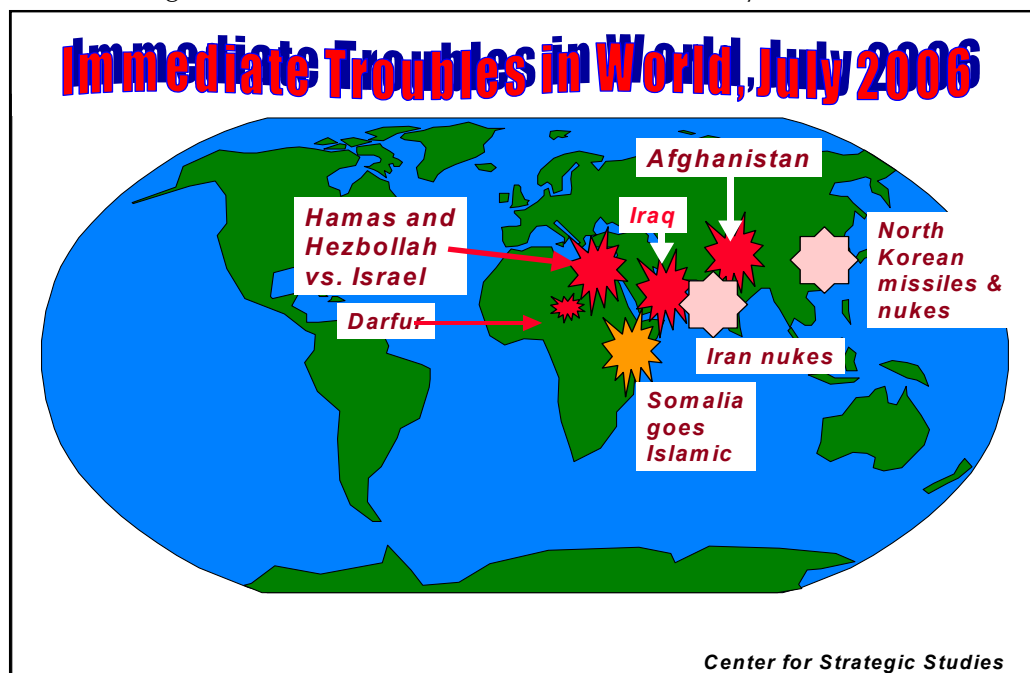 Immediate Troubles in World, July 2006
Afghanistan
Iraq
Hamas and
Hezbollah
vs. Israel
North
Korean
missiles &
nukes
Darfur
Iran nukes
Somalia
goes
Islamic
Center for Strategic Studies